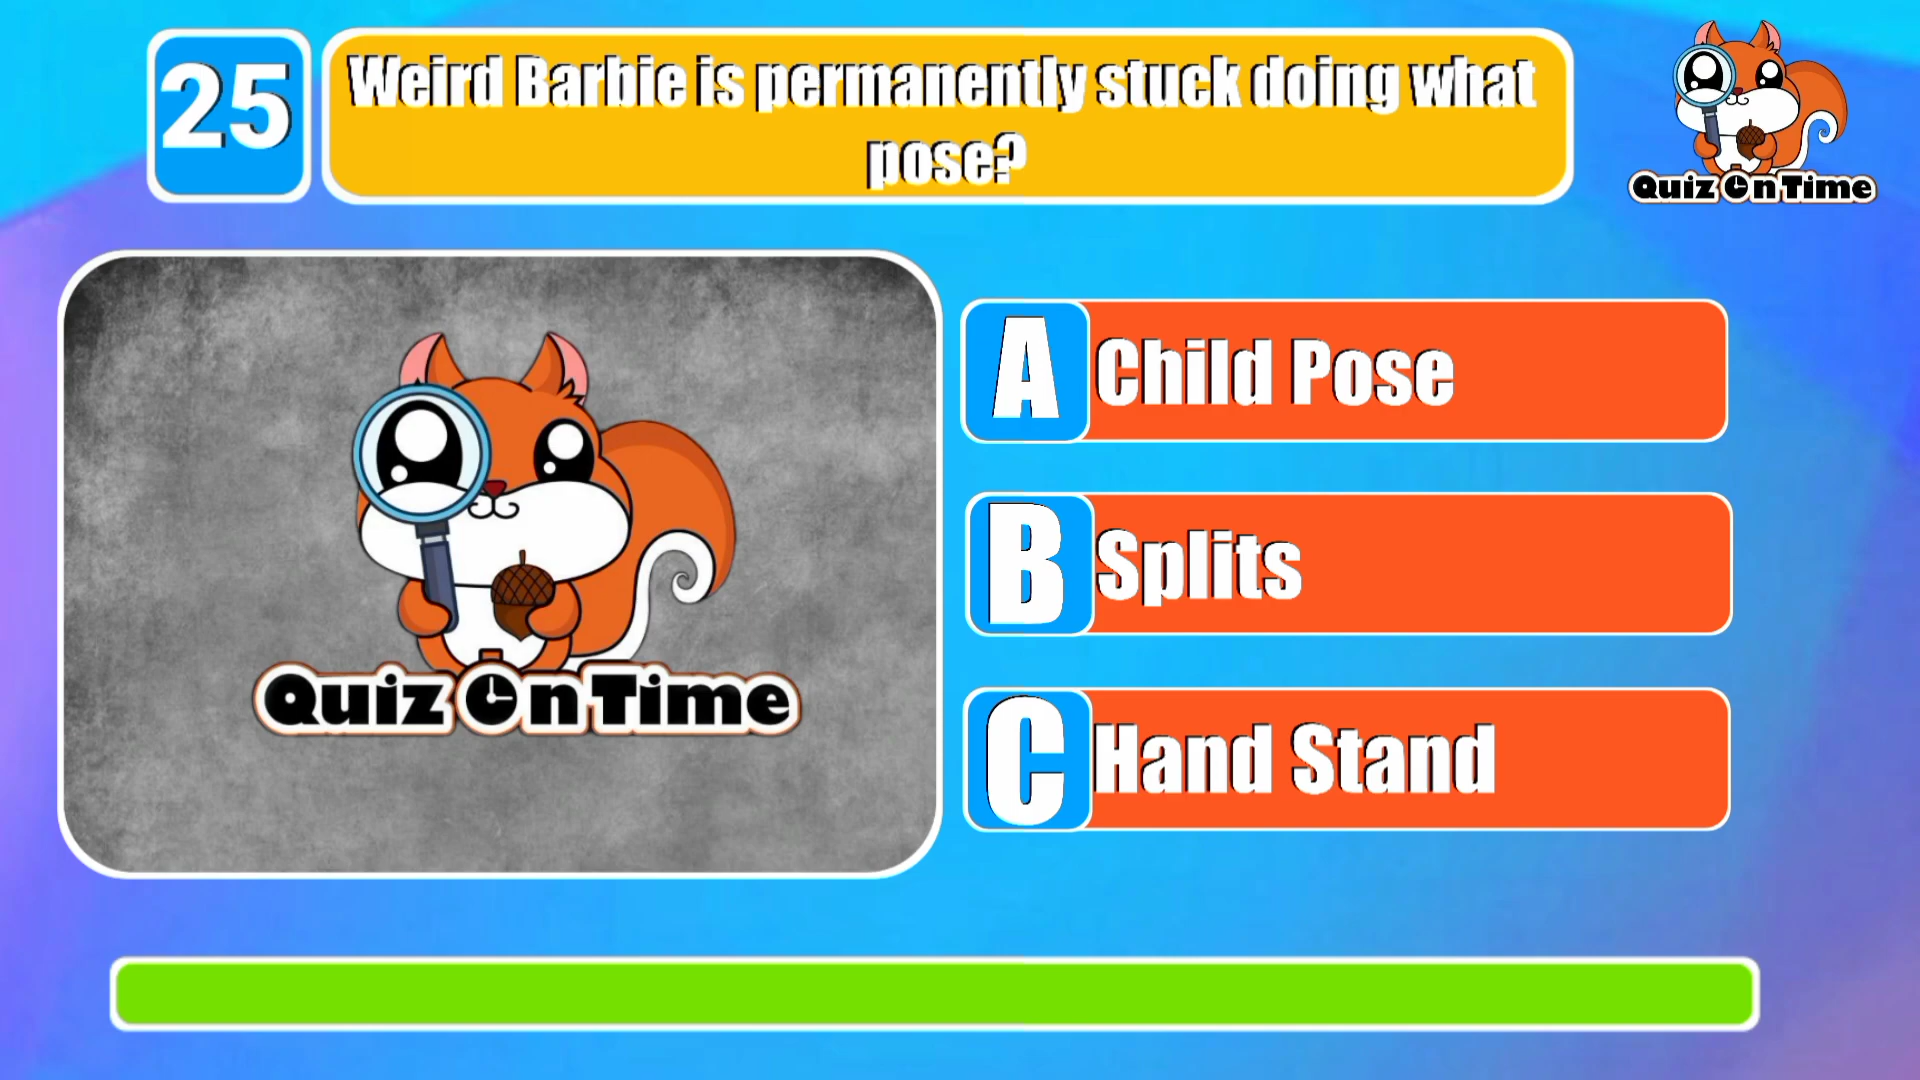 25
Weird Barbie is permanently stuck doing what
pose?
Quiz On Time
A Child Pose
B Splits
C Hand Stand
Quiz On Time